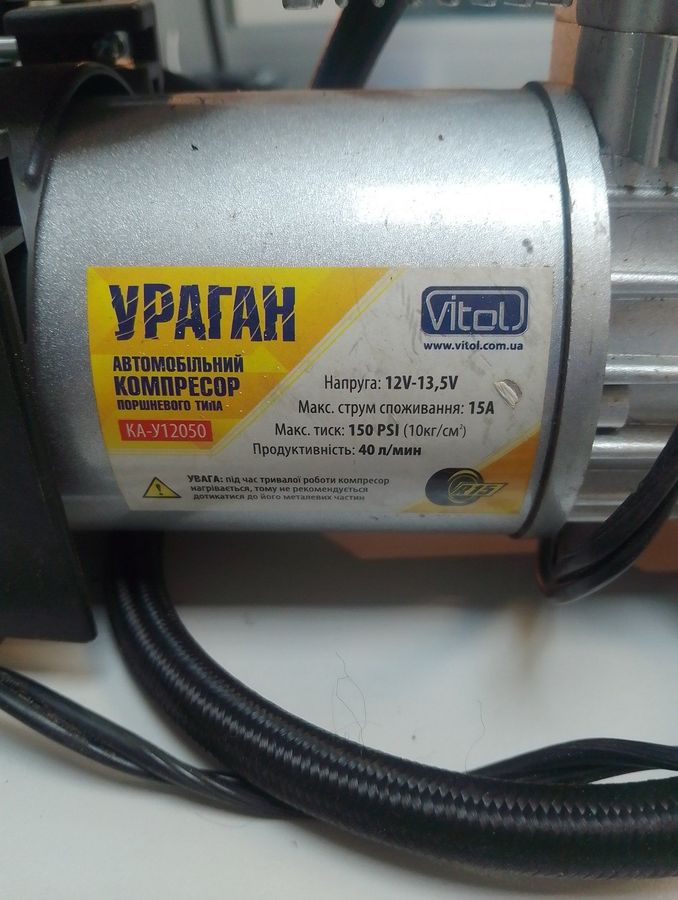 УРАГАН
АВТОМОБІЛЬНИЙ
КОМПРЕСОР
ПОРШНЕВОГО ТИПА
КА-У12050
Vitol
www.vitol.com.ua
Напруга: 12V-13,5V
Макс. струм споживання: 15А
Макс. тиск: 150 PSI (10кг/см²)
Продуктивність: 40 л/мин
УВАГА: під час тривалої роботи компресор
нагрівається, тому не рекомендується
дотикатися до його металевих частин